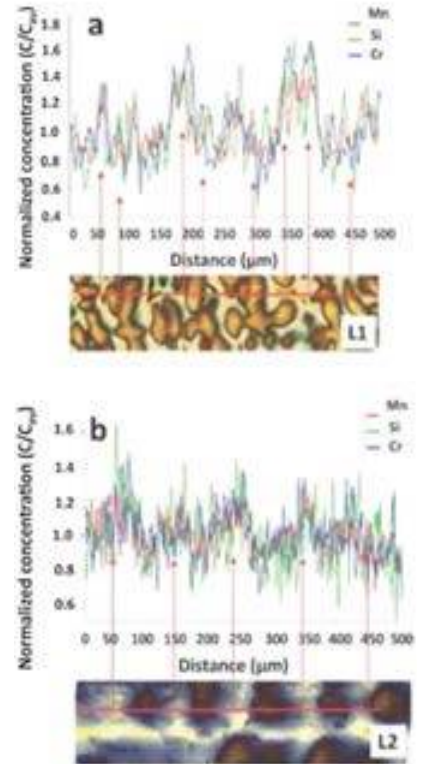 a
Mn
Si
Cr
Normalized concentration (C/Cav)
1.8
1.6
1.4
1.2
1.0
0.8
0.6
0.4
0 50 100 150 200 250 300 350 400 450 500
Distance (µm)
L1
b
Mn
Si
Cr
Normalized concentration (C/Cav)
1.6
1.4
1.2
1.0
0.8
0.6
0 50 100 150 200 250 300 350 400 450 500
Distance (µm)
L2